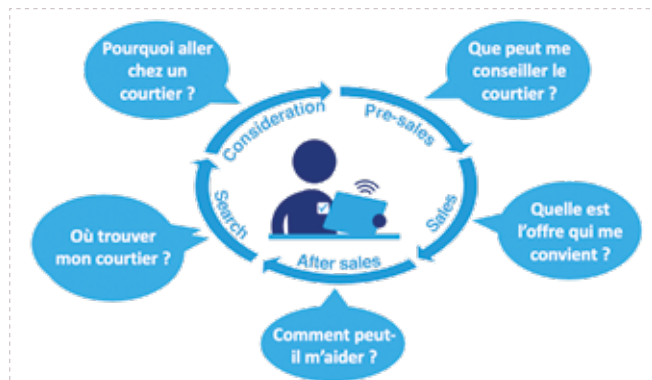 Pourquoi aller
chez un
courtier ?
Que peut me
conseiller le
courtier ?
Consideration
Pre-sales
Search
Sales
After sales
Où trouver
mon courtier ?
Quelle est
l'offre qui me
convient ?
Comment peut-
il m'aider ?